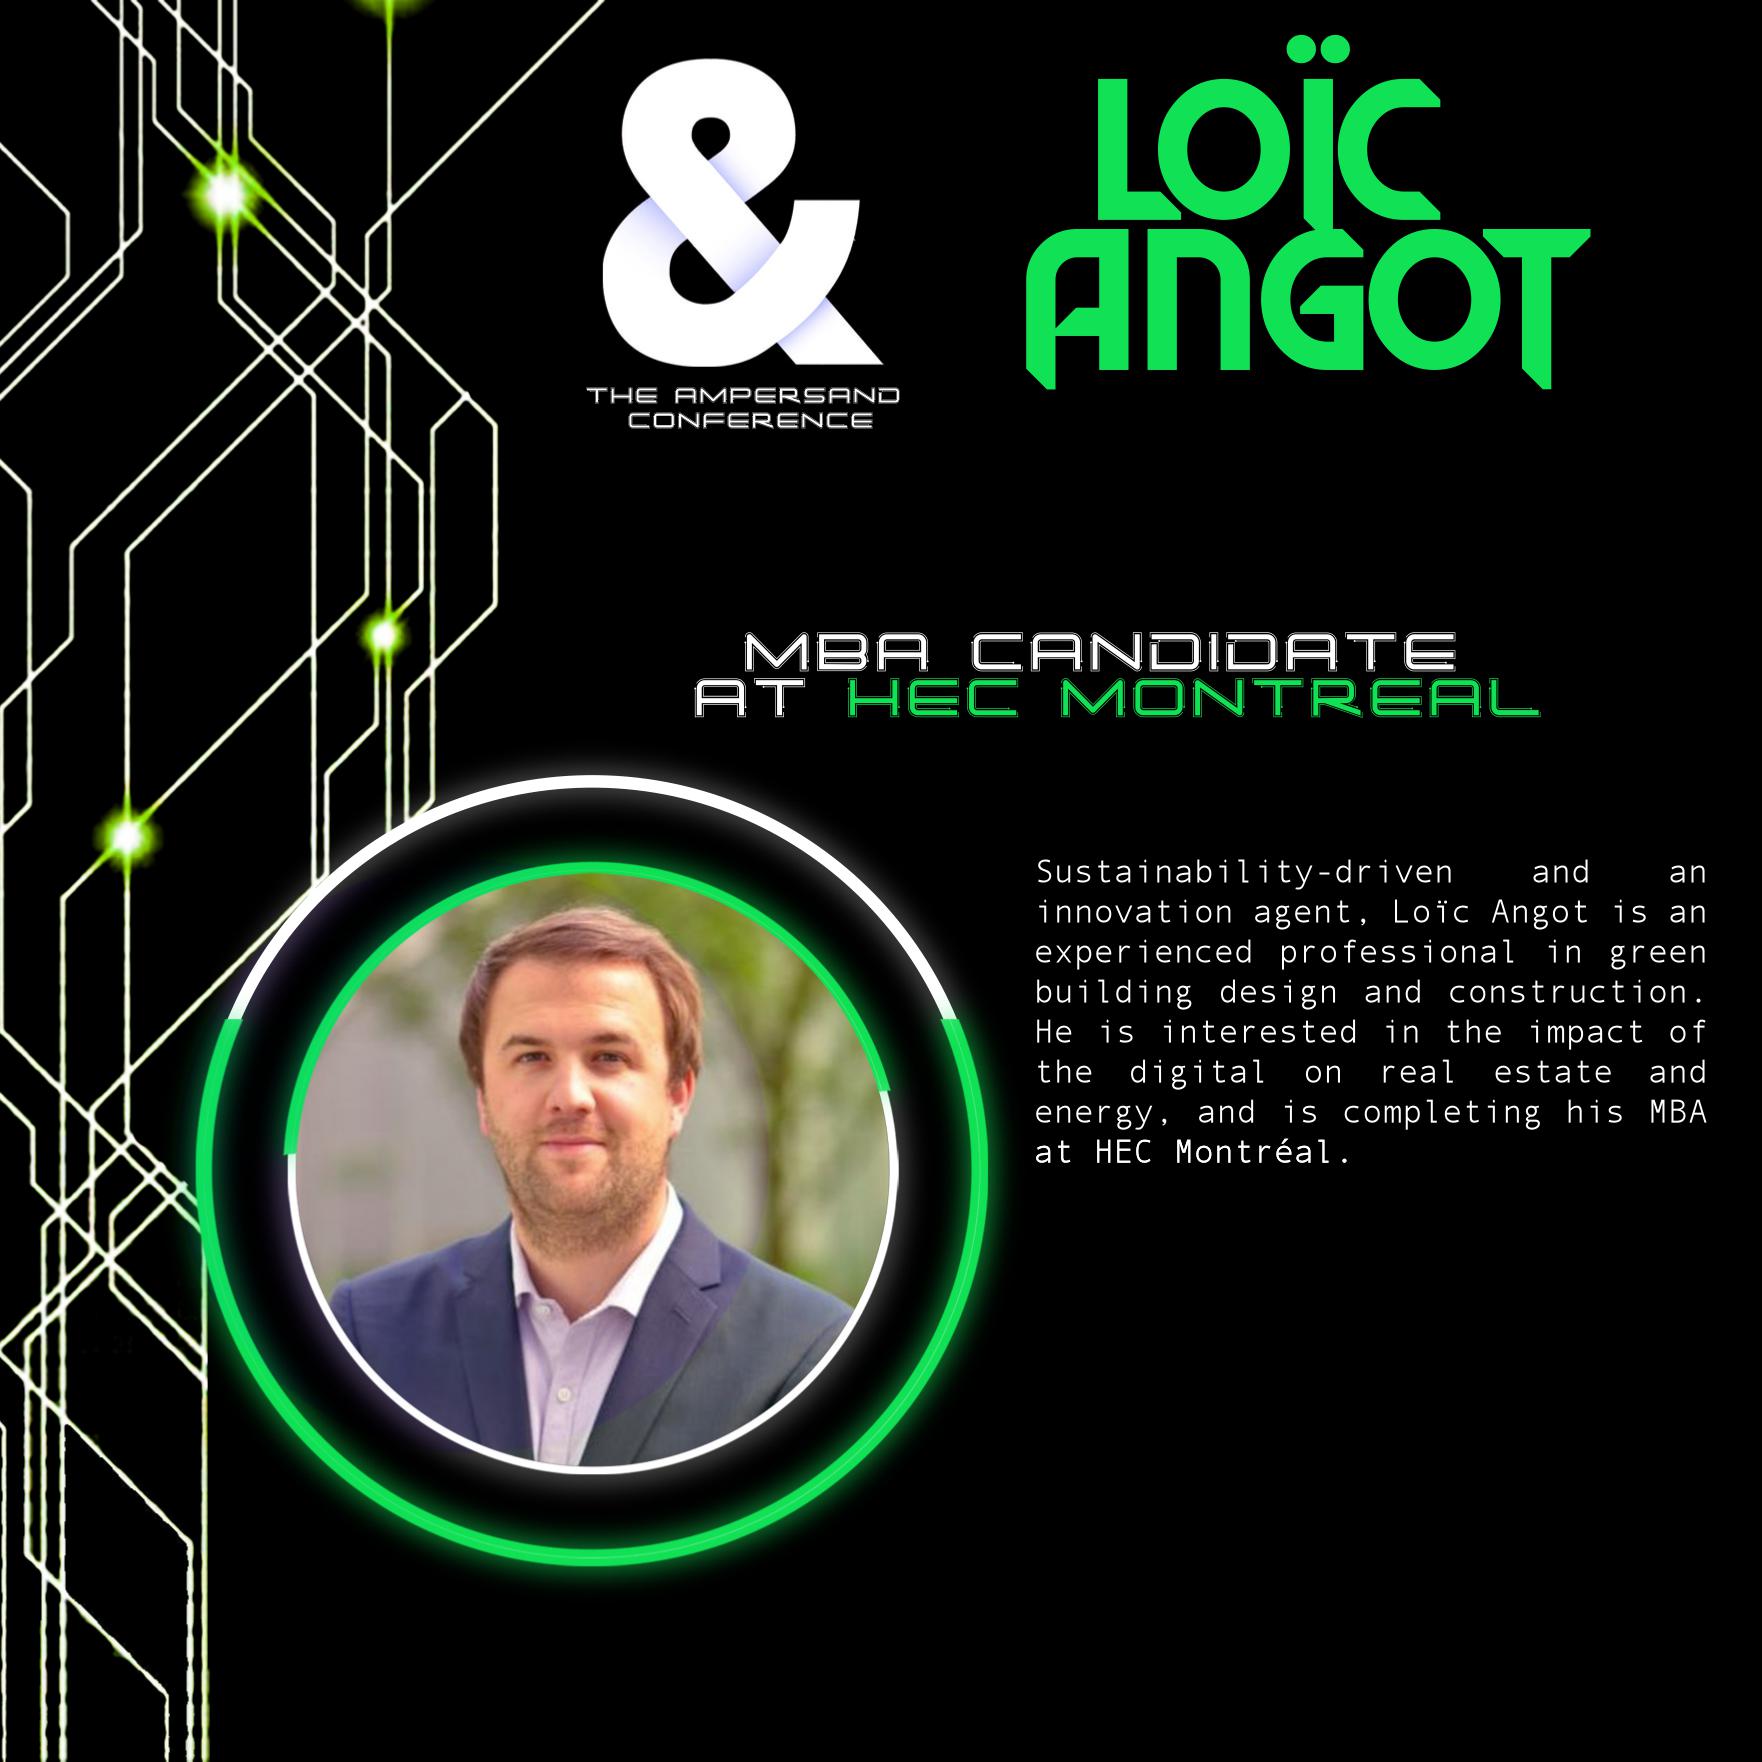 &
THE AMPERSAND
CONFERENCE
LOÏC
ANGOT
MBA CANDIDATE
AT HEC MONTREAL
Sustainability-driven and an
innovation agent, Loïc Angot is an
experienced professional in green
building design and construction.
He is interested in the impact of
the digital on real estate and
energy, and is completing his MBA
at HEC Montréal.